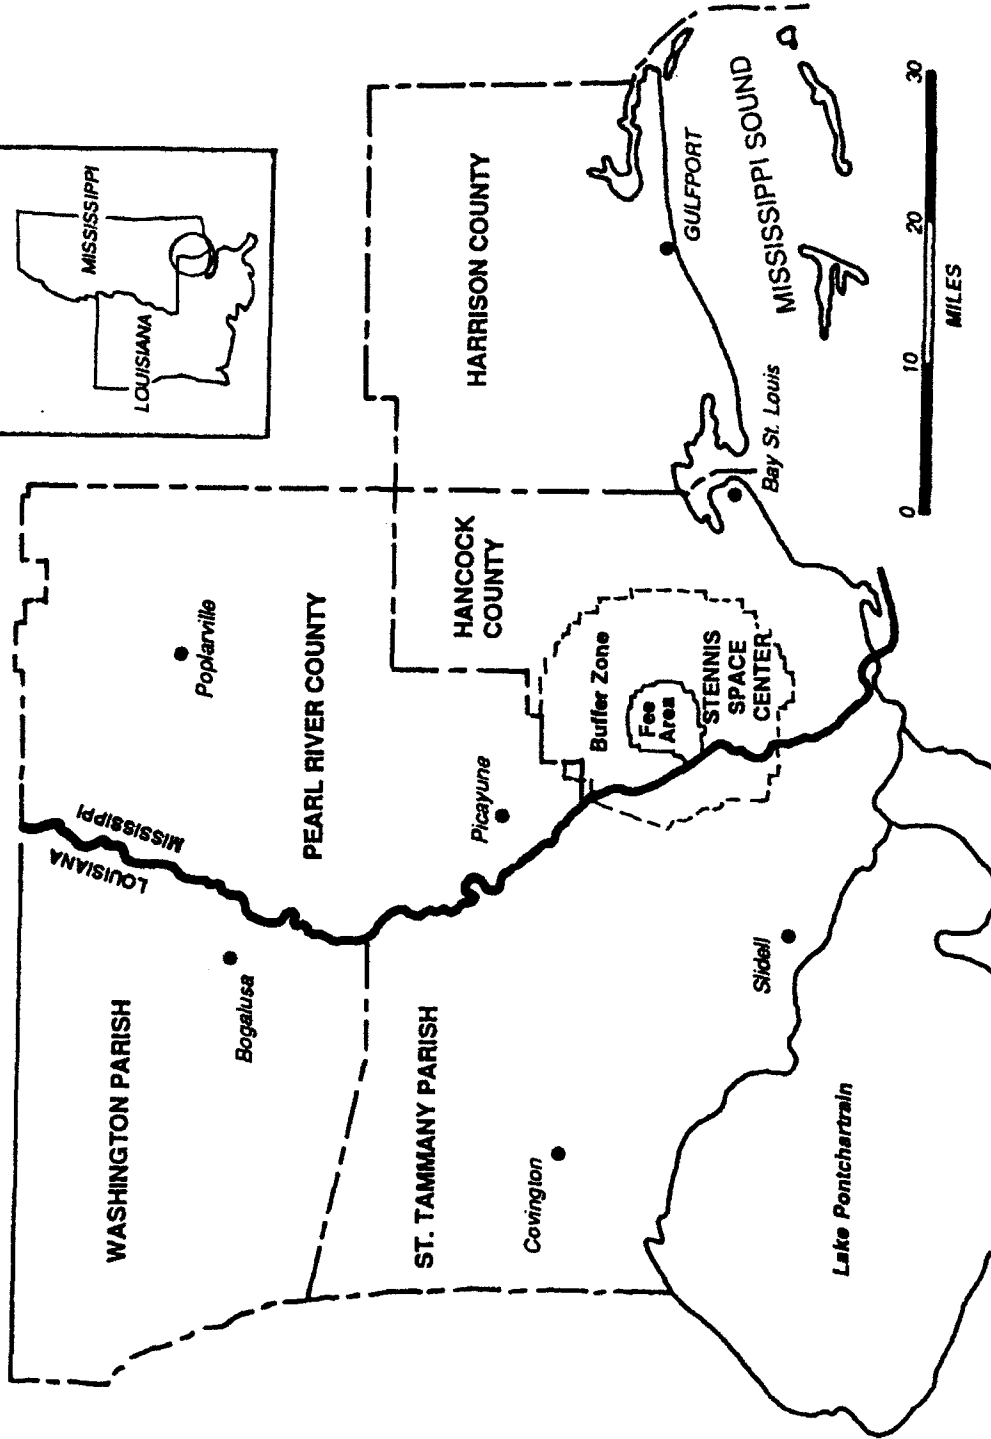 MISSISSIPPI
LOUISIANA
WASHINGTON PARISH
Bogalusa
LOUISIANA
MISSISSIPPI
Poplarville
PEARL RIVER COUNTY
HARRISON COUNTY
ST. TAMMANY PARISH
Covington
Picayune
HANCOCK
COUNTY
Buffer Zone
Fee
Area
STENNIS
SPACE
CENTER
Slidell
Lake Pontchartrain
Bay St. Louis
GULFPORT
MISSISSIPPI SOUND
0 10 20 30
MILES